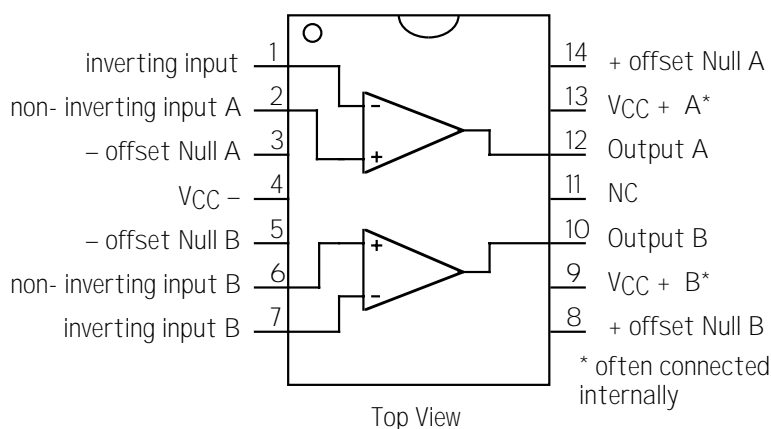 inverting input 1
non- inverting input A 2
– offset Null A 3
VCC – 4
– offset Null B 5
non- inverting input B 6
inverting input B 7
-
+
+
-
14 + offset Null A
13 VCC + A*
12 Output A
11 NC
10 Output B
9 VCC + B*
8 + offset Null B
* often connected
internally
Top View